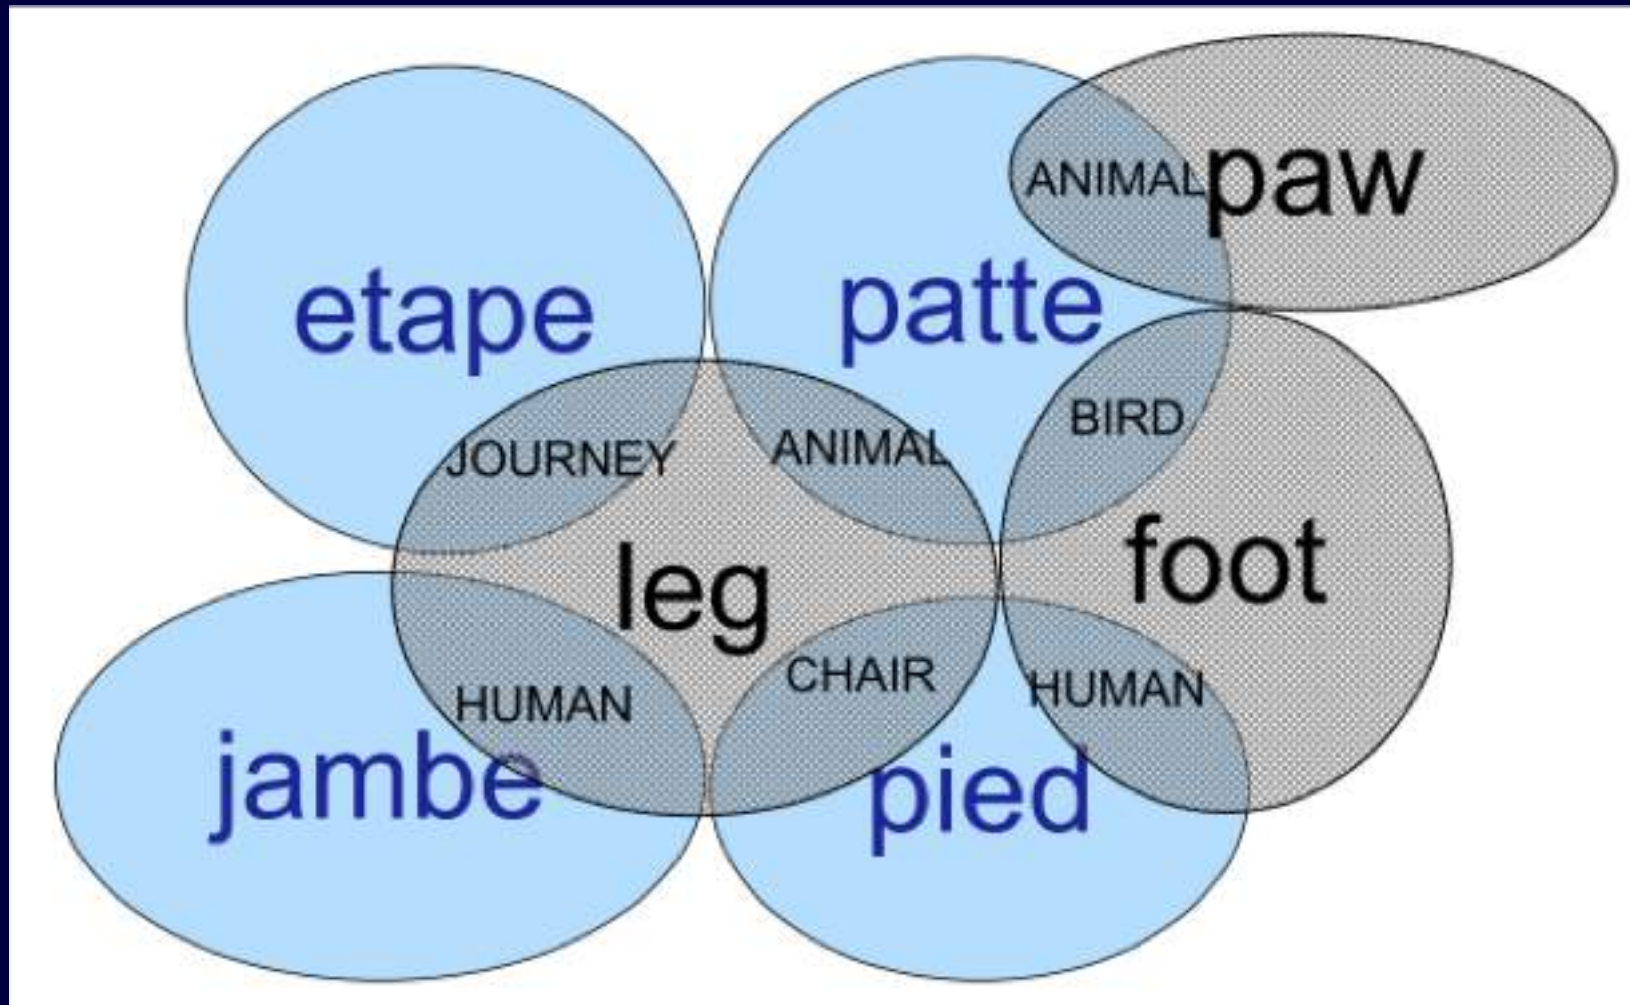 ANIMAL paw
etape
patte
BIRD
JOURNEY
ANIMAL
leg
foot
HUMAN
CHAIR
HUMAN
jambe
pied